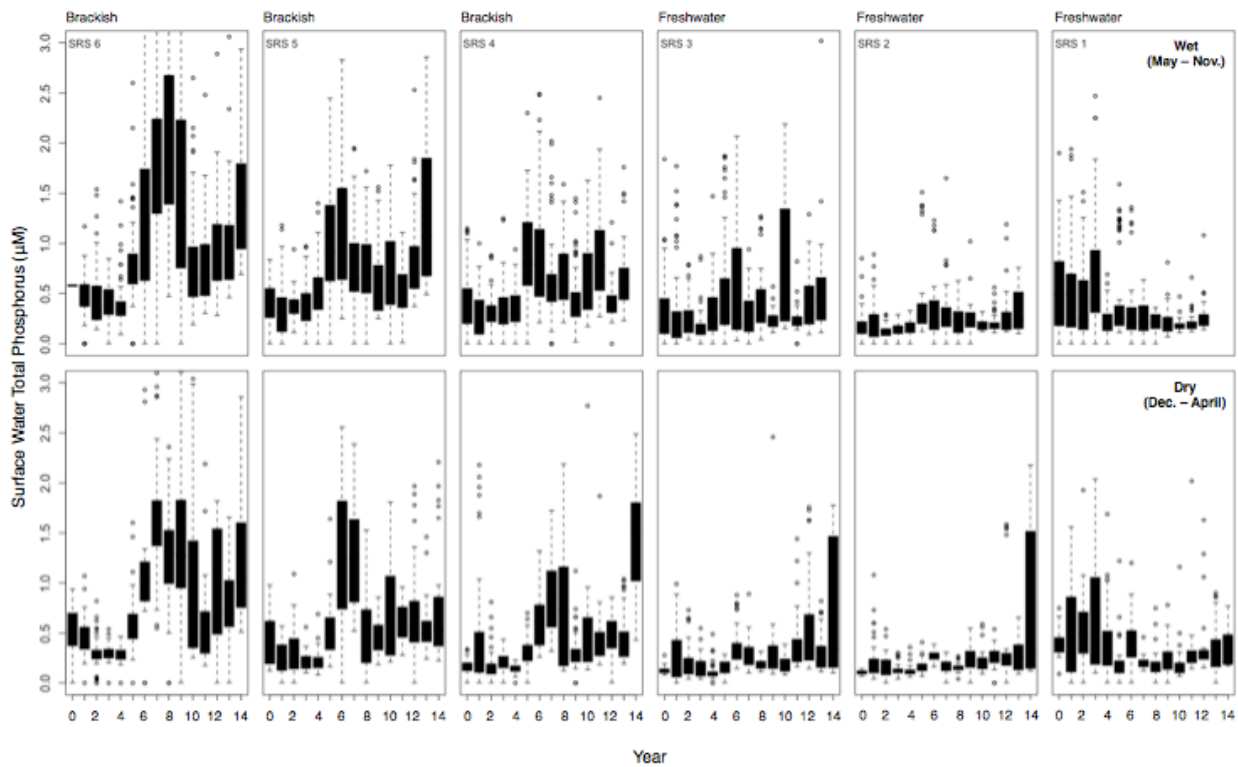 Brackish Brackish Brackish Freshwater Freshwater Freshwater
SRS 6 SRS 5 SRS 4 SRS 3 SRS 2 SRS 1
Wet
(May – Nov.)
3.0
2.5
2.0
1.5
1.0
0.5
0.0
Surface Water Total Phosphorus (µM)
Dry
(Dec. – April)
3.0
2.5
2.0
1.5
1.0
0.5
0.0
0 2 4 6 8 10 12 14 0 2 4 6 8 10 12 14 0 2 4 6 8 10 12 14 0 2 4 6 8 10 12 14 0 2 4 6 8 10 12 14 0 2 4 6 8 10 12 14
Year